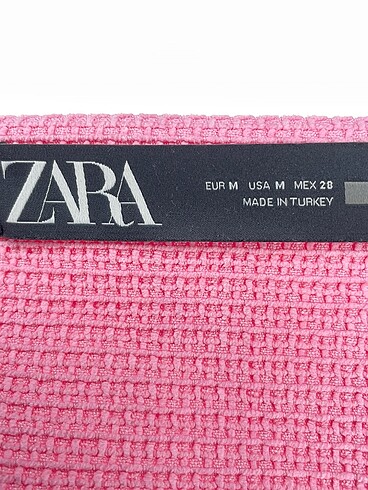 ZARA
EUR M USA M MEX 28
MADE IN TURKEY